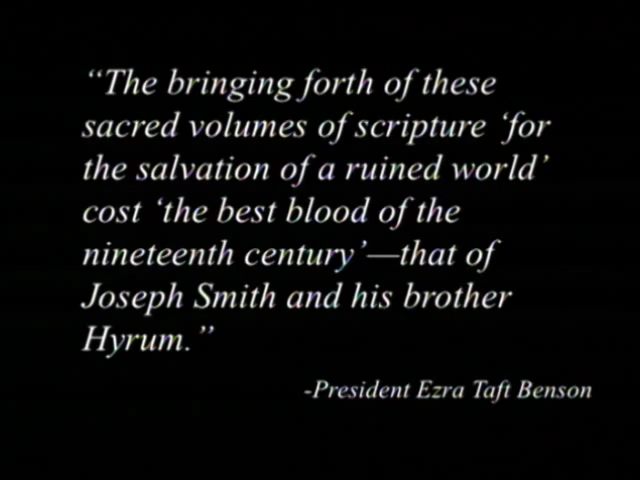 “The bringing forth of these
sacred volumes of scripture ‘for
the salvation of a ruined world’
cost ‘the best blood of the
nineteenth century’—that of
Joseph Smith and his brother
Hyrum.”
-President Ezra Taft Benson